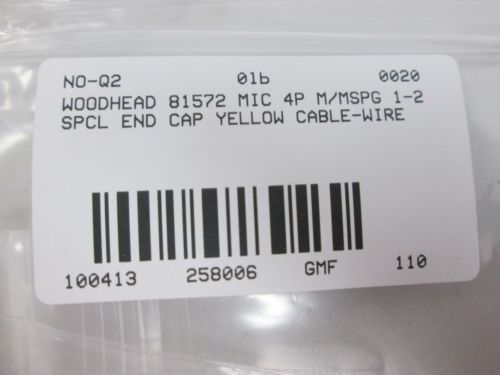 NO-Q2 01b 0020
WOODHEAD 81572 MIC 4P M/MSPG 1-2
SPCL END CAP YELLOW CABLE-WIRE
100413 258006 GMF 110